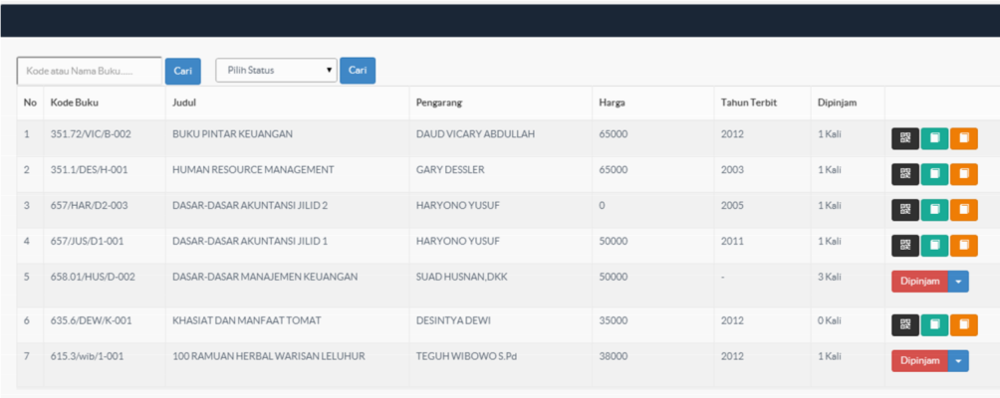 Kode atau Nama Buku...... Cari Pilih Status Cari
No Kode Buku Judul Pengarang Harga Tahun Terbit Dipinjam
1 351.72/VIC/B-002 BUKU PINTAR KEUANGAN DAUD VICARY ABDULLAH 65000 2012 1 Kali
2 351.1/DES/H-001 HUMAN RESOURCE MANAGEMENT GARY DESSLER 65000 2003 1 Kali
3 657/HAR/D2-003 DASAR-DASAR AKUNTANSI JILID 2 HARYONO YUSUF 0 2005 1 Kali
4 657/JUS/D1-001 DASAR-DASAR AKUNTANSI JILID 1 HARYONO YUSUF 50000 2011 1 Kali
5 658.01/HUS/D-002 DASAR-DASAR MANAJEMEN KEUANGAN SUAD HUSNAN,DKK 50000 - 3 Kali Dipinjam
6 635.6/DEW/K-001 KHASIAT DAN MANFAAT TOMAT DESINTYA DEWI 35000 2012 0 Kali
7 615.3/wib/1-001 100 RAMUAN HERBAL WARISAN LELUHUR TEGUH WIBOWO S.Pd 38000 2012 1 Kali Dipinjam